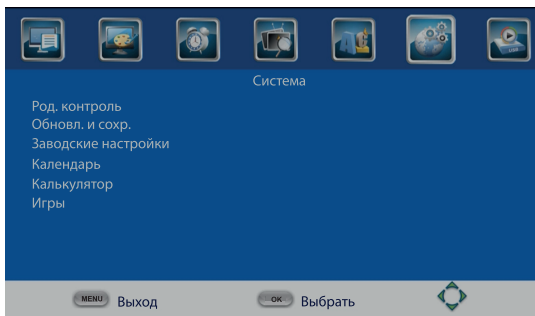 Система
Род. контроль
Обновл. и сохр.
Заводские настройки
Календарь
Калькулятор
Игры
MENU Выход
OK Выбрать